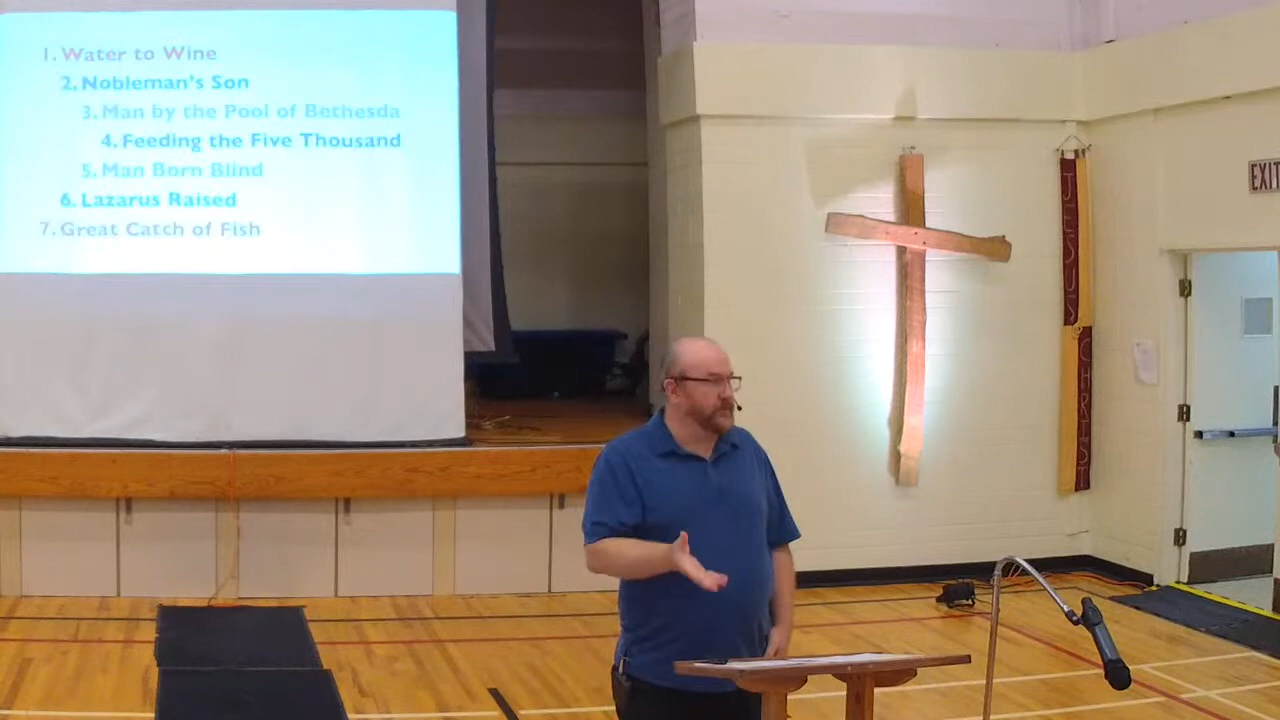 1. Water to Wine
2. Nobleman's Son
3. Man by the Pool of Bethesda
4. Feeding the Five Thousand
5. Man Born Blind
6. Lazarus Raised
7. Great Catch of Fish
JESUS
CHRIST
EXIT